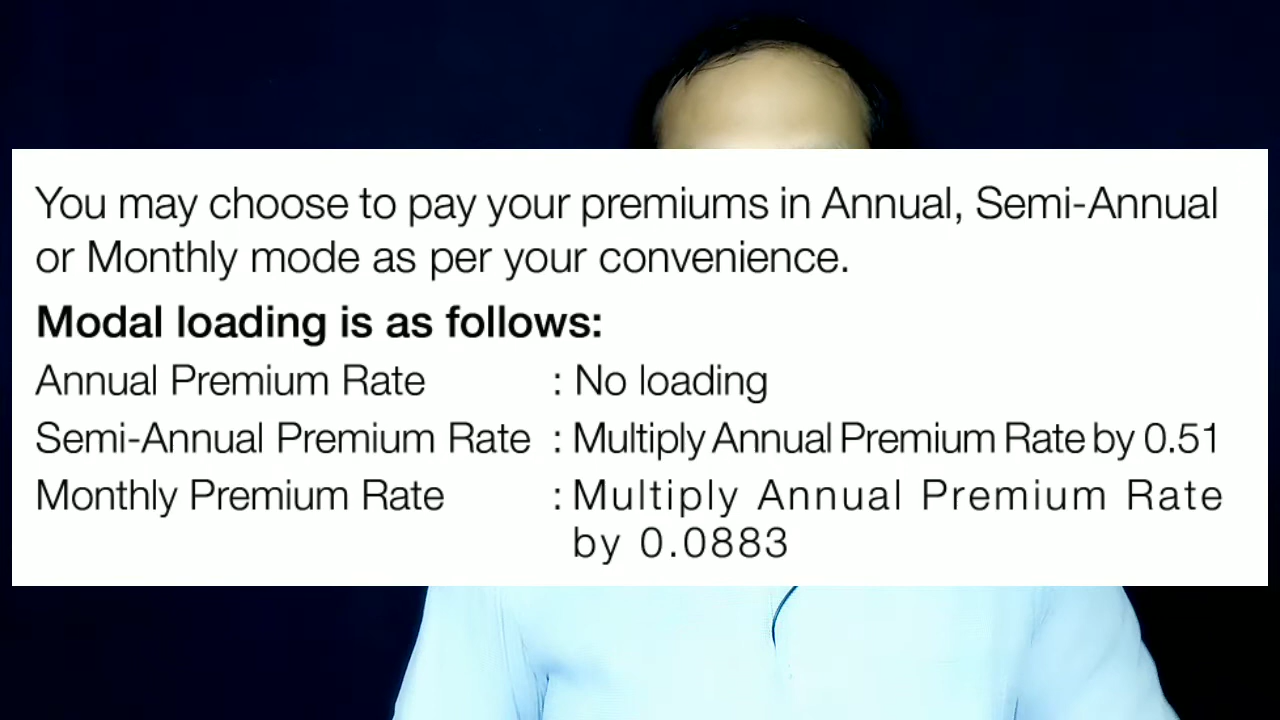 You may choose to pay your premiums in Annual, Semi-Annual
or Monthly mode as per your convenience.
Modal loading is as follows:
Annual Premium Rate : No loading
Semi-Annual Premium Rate : Multiply Annual Premium Rate by 0.51
Monthly Premium Rate : Multiply Annual Premium Rate
by 0.0883